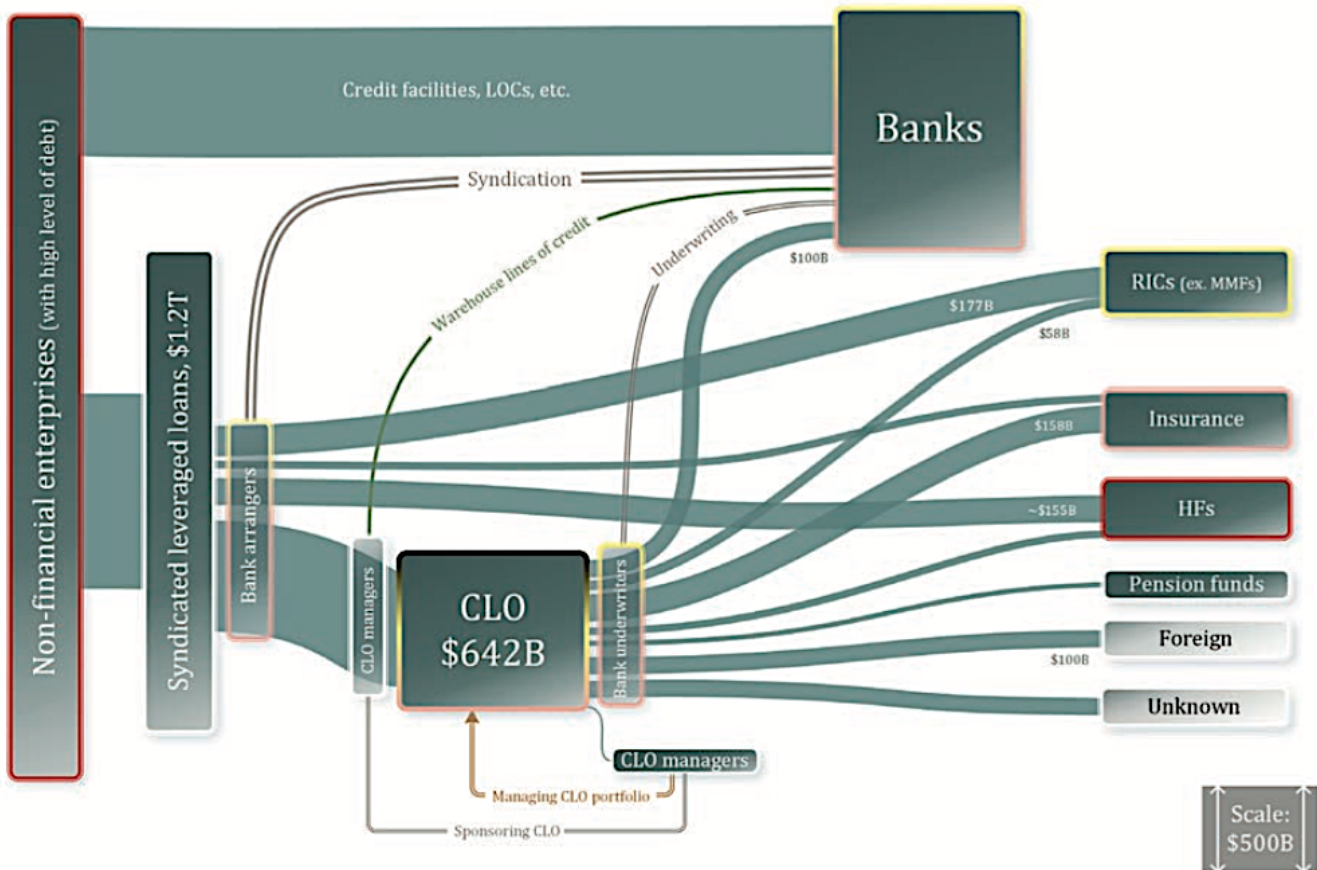 Non-financial enterprises (with high level of debt)
Credit facilities, LOCs, etc.
Banks
Syndication
Warehouse lines of credit
Underwriting
$100B
Syndicated leveraged loans, $1.2T
Bank arrangers
$177B
RICs (ex. MMFs)
$58B
$158B
Insurance
~$155B
HFs
CLO managers
CLO
$642B
Bank underwriters
Pension funds
Foreign
$100B
Unknown
CLO managers
Managing CLO portfolio
Sponsoring CLO
Scale:
$500B